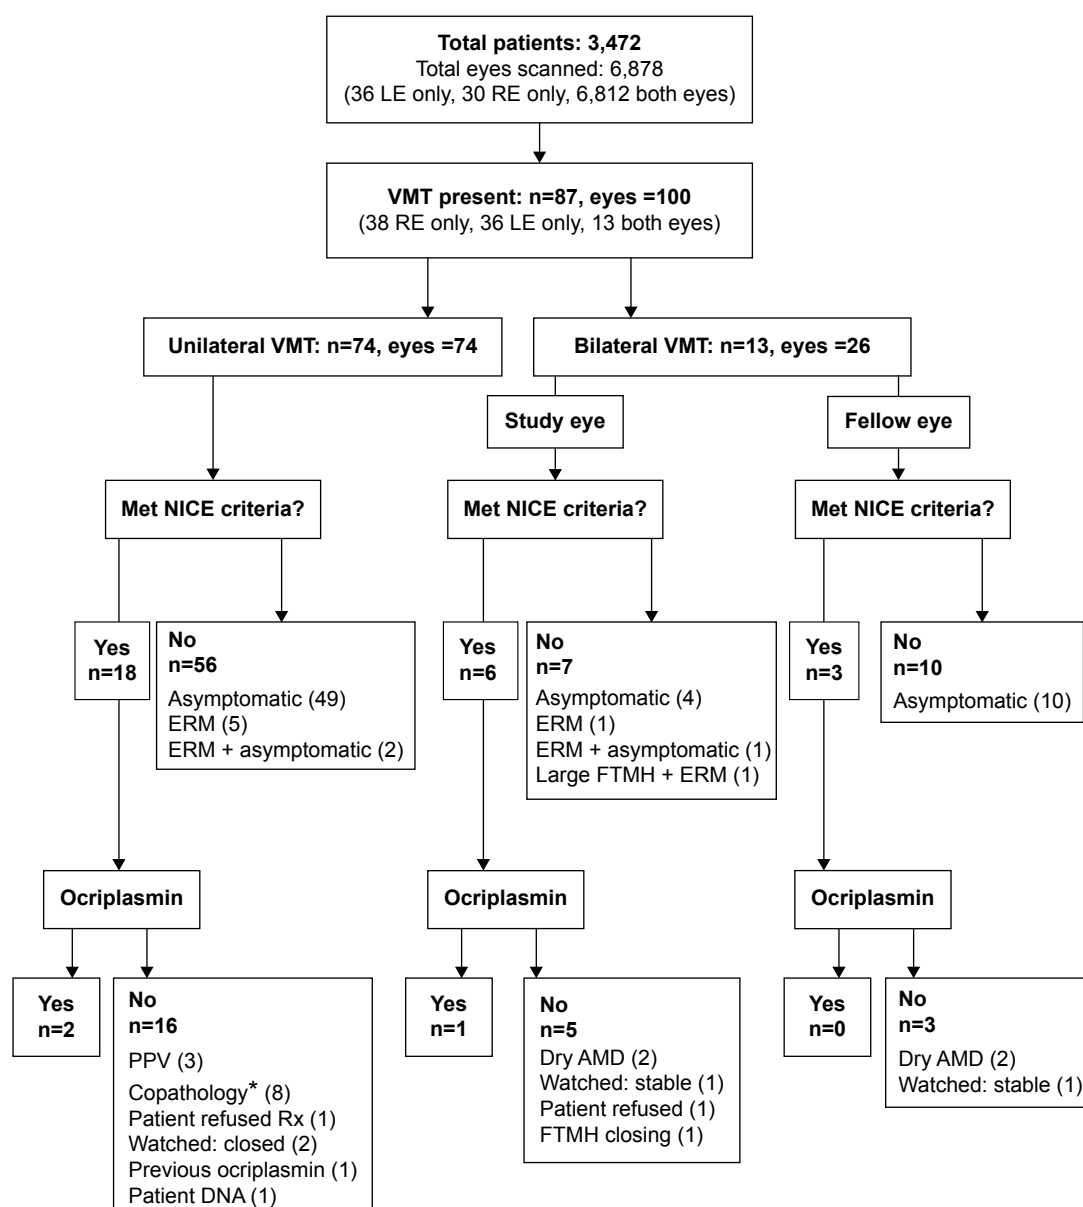 Total patients: 3,472
Total eyes scanned: 6,878
(36 LE only, 30 RE only, 6,812 both eyes)
VMT present: n=87, eyes =100
(38 RE only, 36 LE only, 13 both eyes)
Unilateral VMT: n=74, eyes =74
Bilateral VMT: n=13, eyes =26
Study eye
Fellow eye
Met NICE criteria?
Met NICE criteria?
Met NICE criteria?
Yes
n=18
No
n=56
Asymptomatic (49)
ERM (5)
ERM + asymptomatic (2)
Yes
n=6
No
n=7
Asymptomatic (4)
ERM (1)
ERM + asymptomatic (1)
Large FTMH + ERM (1)
Yes
n=3
No
n=10
Asymptomatic (10)
Ocriplasmin
Ocriplasmin
Ocriplasmin
Yes
n=2
No
n=16
PPV (3)
Copathology* (8)
Patient refused Rx (1)
Watched: closed (2)
Previous ocriplasmin (1)
Patient DNA (1)
Yes
n=1
No
n=5
Dry AMD (2)
Watched: stable (1)
Patient refused (1)
FTMH closing (1)
Yes
n=0
No
n=3
Dry AMD (2)
Watched: stable (1)